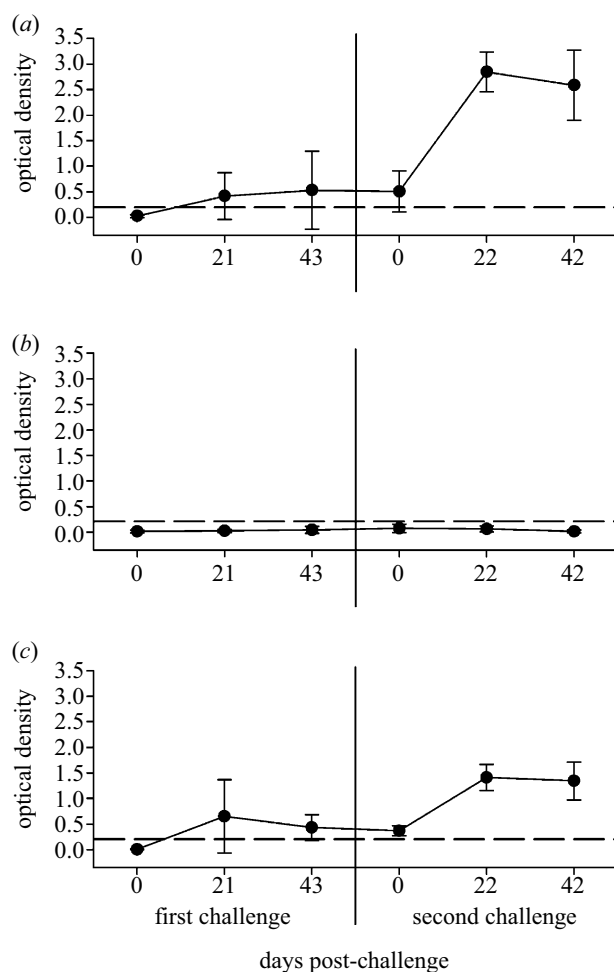 (a)
3.5
3.0
2.5
2.0
1.5
1.0
0.5
0.0
optical density
0 21 43 0 22 42
(b)
3.5
3.0
2.5
2.0
1.5
1.0
0.5
0.0
optical density
0 21 43 0 22 42
(c)
3.5
3.0
2.5
2.0
1.5
1.0
0.5
0.0
optical density
0 21 43 0 22 42
first challenge second challenge
days post-challenge